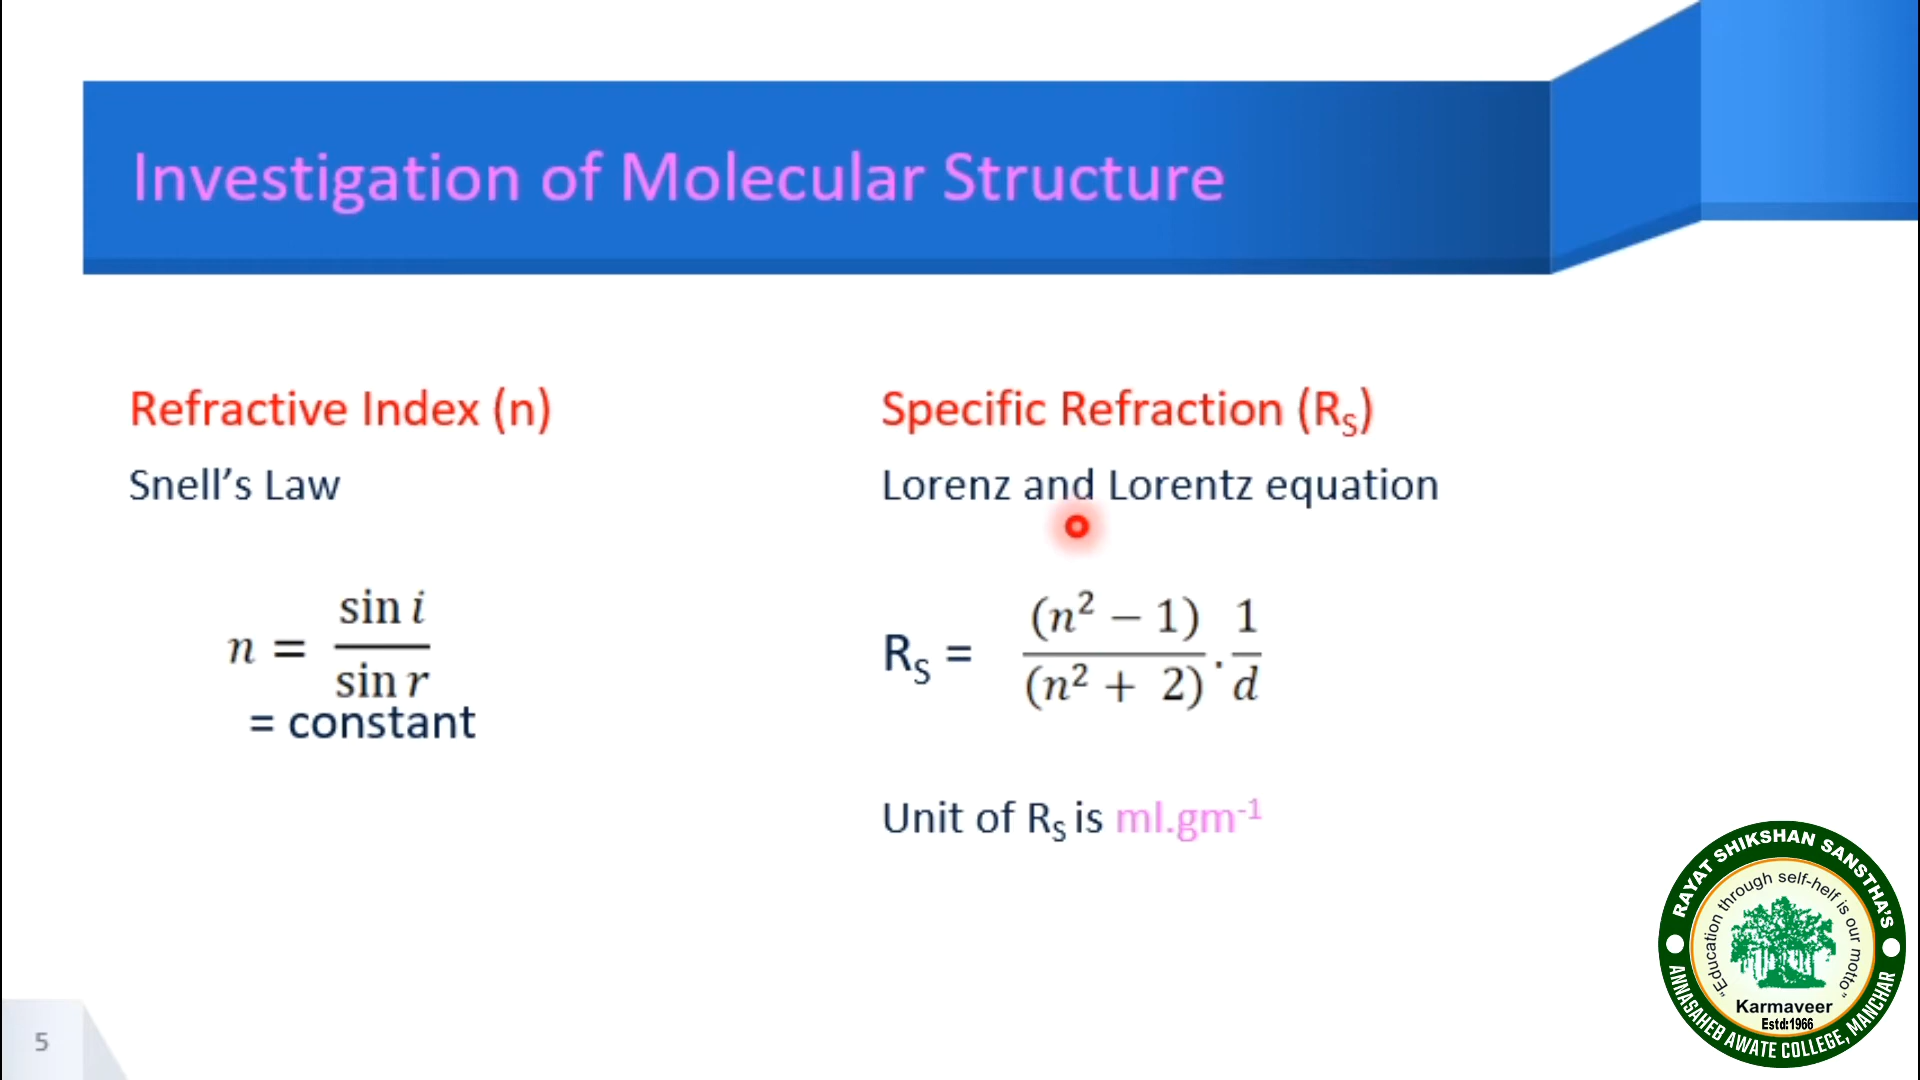 Investigation of Molecular Structure
Refractive Index (n)
Snell's Law
n = sin i / sin r
= constant
Specific Refraction (R_S)
Lorenz and Lorentz equation
R_S = (n² − 1) / (n² + 2) . 1/d
Unit of R_S is ml.gm⁻¹
RAYAT SHIKSHAN SANSTHA'S
"Education through self-helf is our motto"
Karmaveer
Estd:1966
ANNASAHEB AWATE COLLEGE, MANCHAR
5